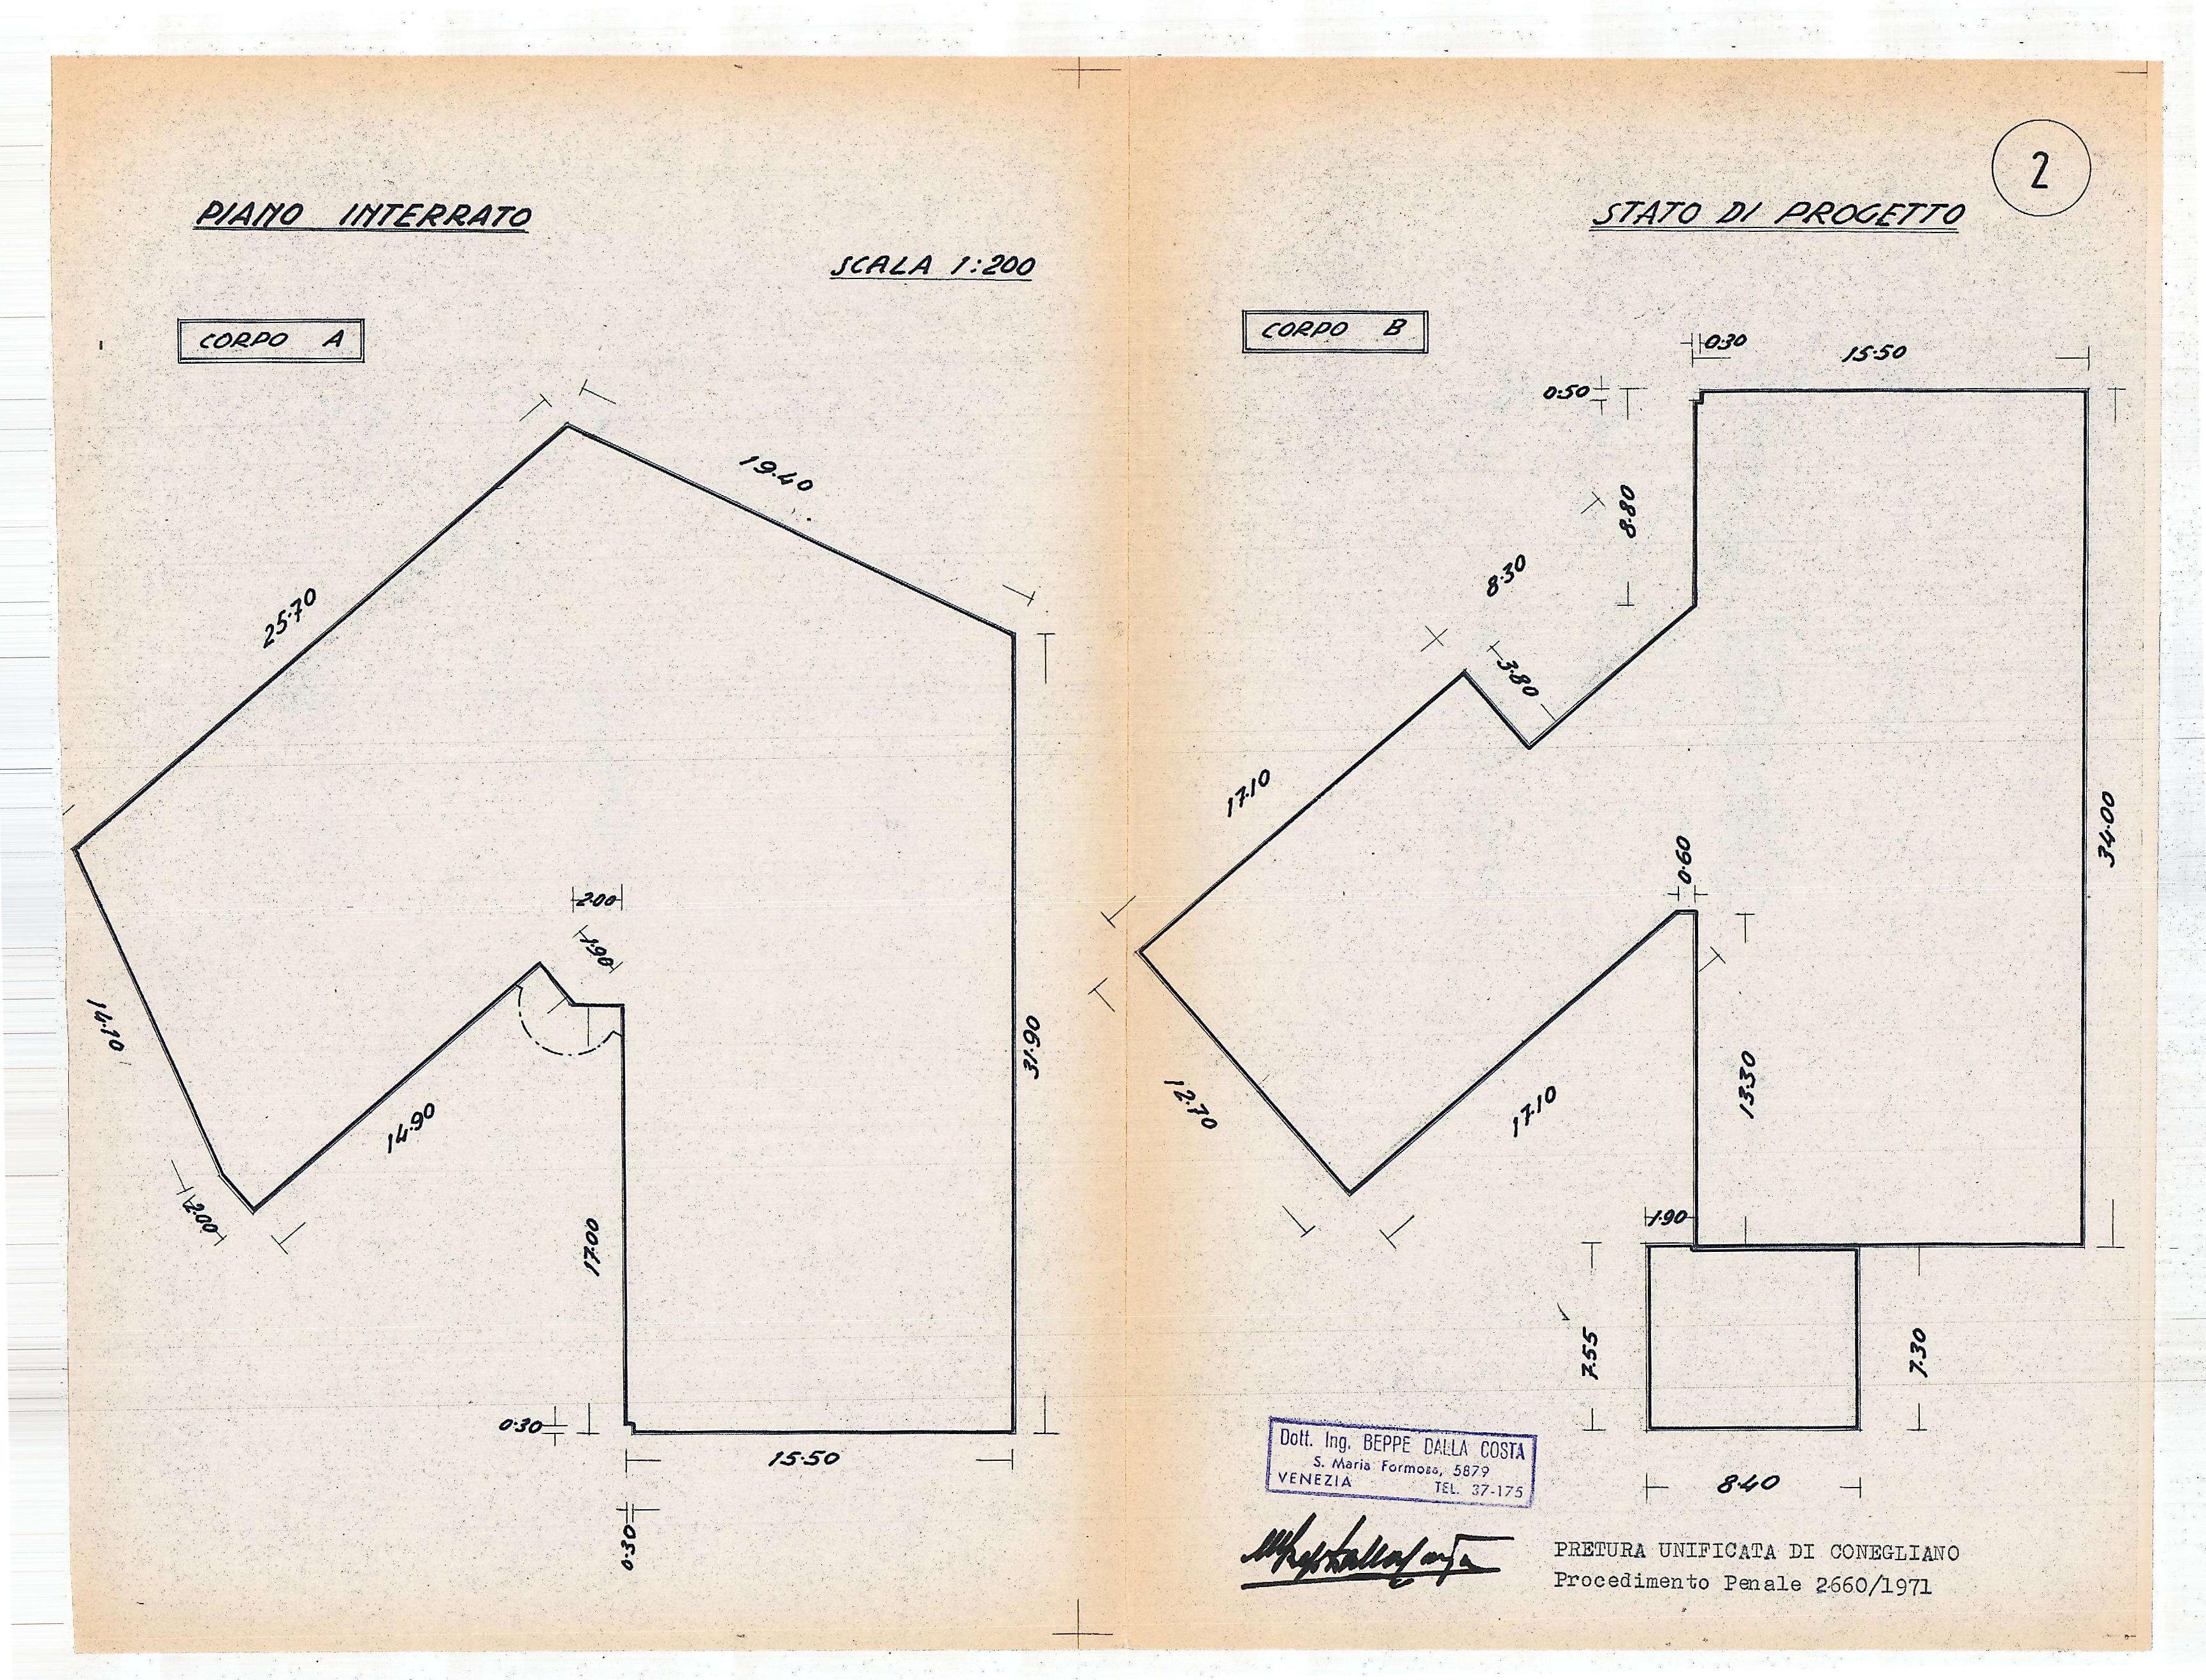 2
PIANO INTERRATO
STATO DI PROGETTO
SCALA 1:200
CORPO A
19.40
25.70
2.00
1.90
14.10
31.90
14.90
2.00
17.00
0.30
15.50
0.30
CORPO B
0.30
15.50
0.50
8.80
8.30
3.80
17.10
34.00
0.60
12.70
13.30
17.10
1.90
7.55
7.30
8.40
Dott. Ing. BEPPE DALLA COSTA
S. Maria Formosa, 5879
VENEZIA TEL. 37-175
PRETURA UNIFICATA DI CONEGLIANO
Procedimento Penale 2660/1971